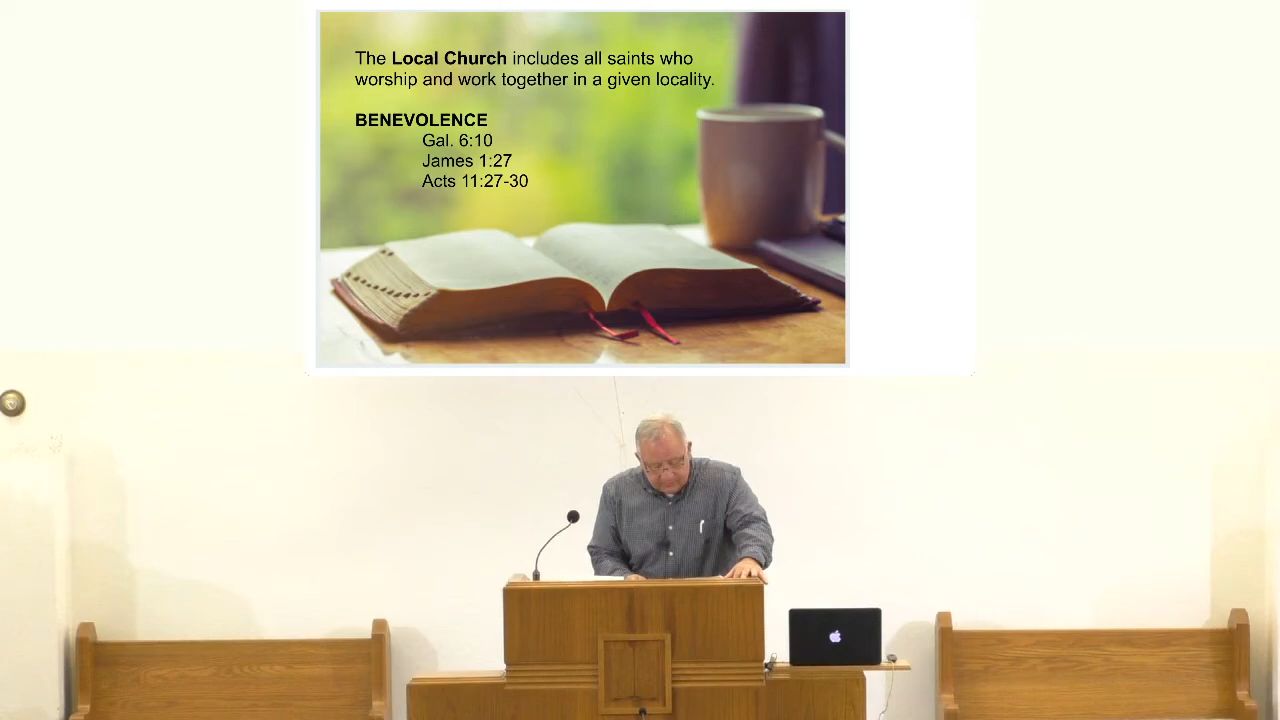 The Local Church includes all saints who
worship and work together in a given locality.
BENEVOLENCE
Gal. 6:10
James 1:27
Acts 11:27-30